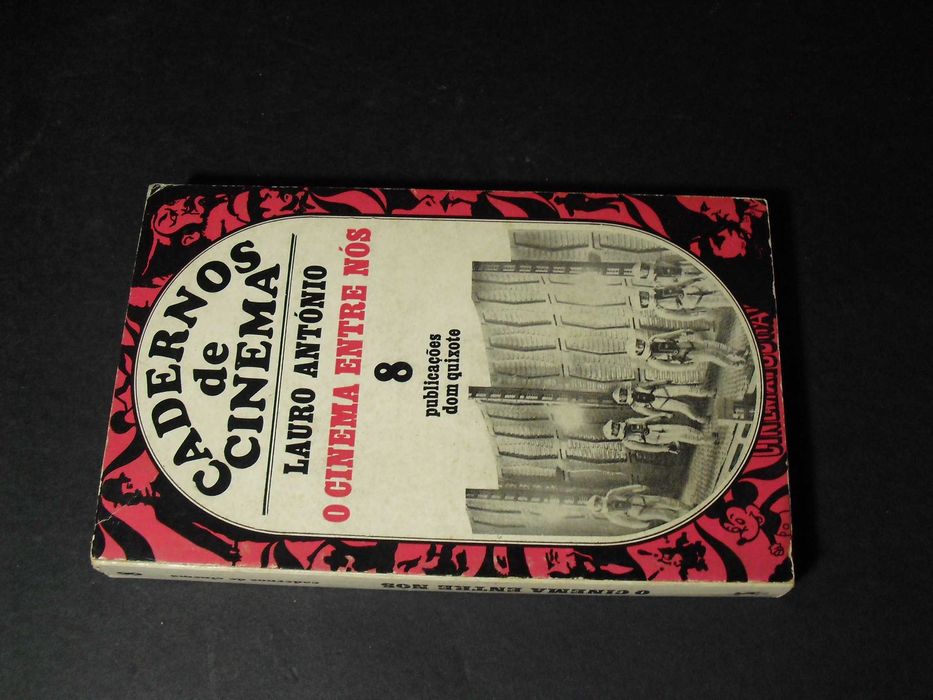 CADERNOS
de
CINEMA
LAURO ANTÓNIO
O CINEMA ENTRE NÓS
8
publicações
dom quixote
cadernos de cinema
O CINEMA ENTRE NÓS